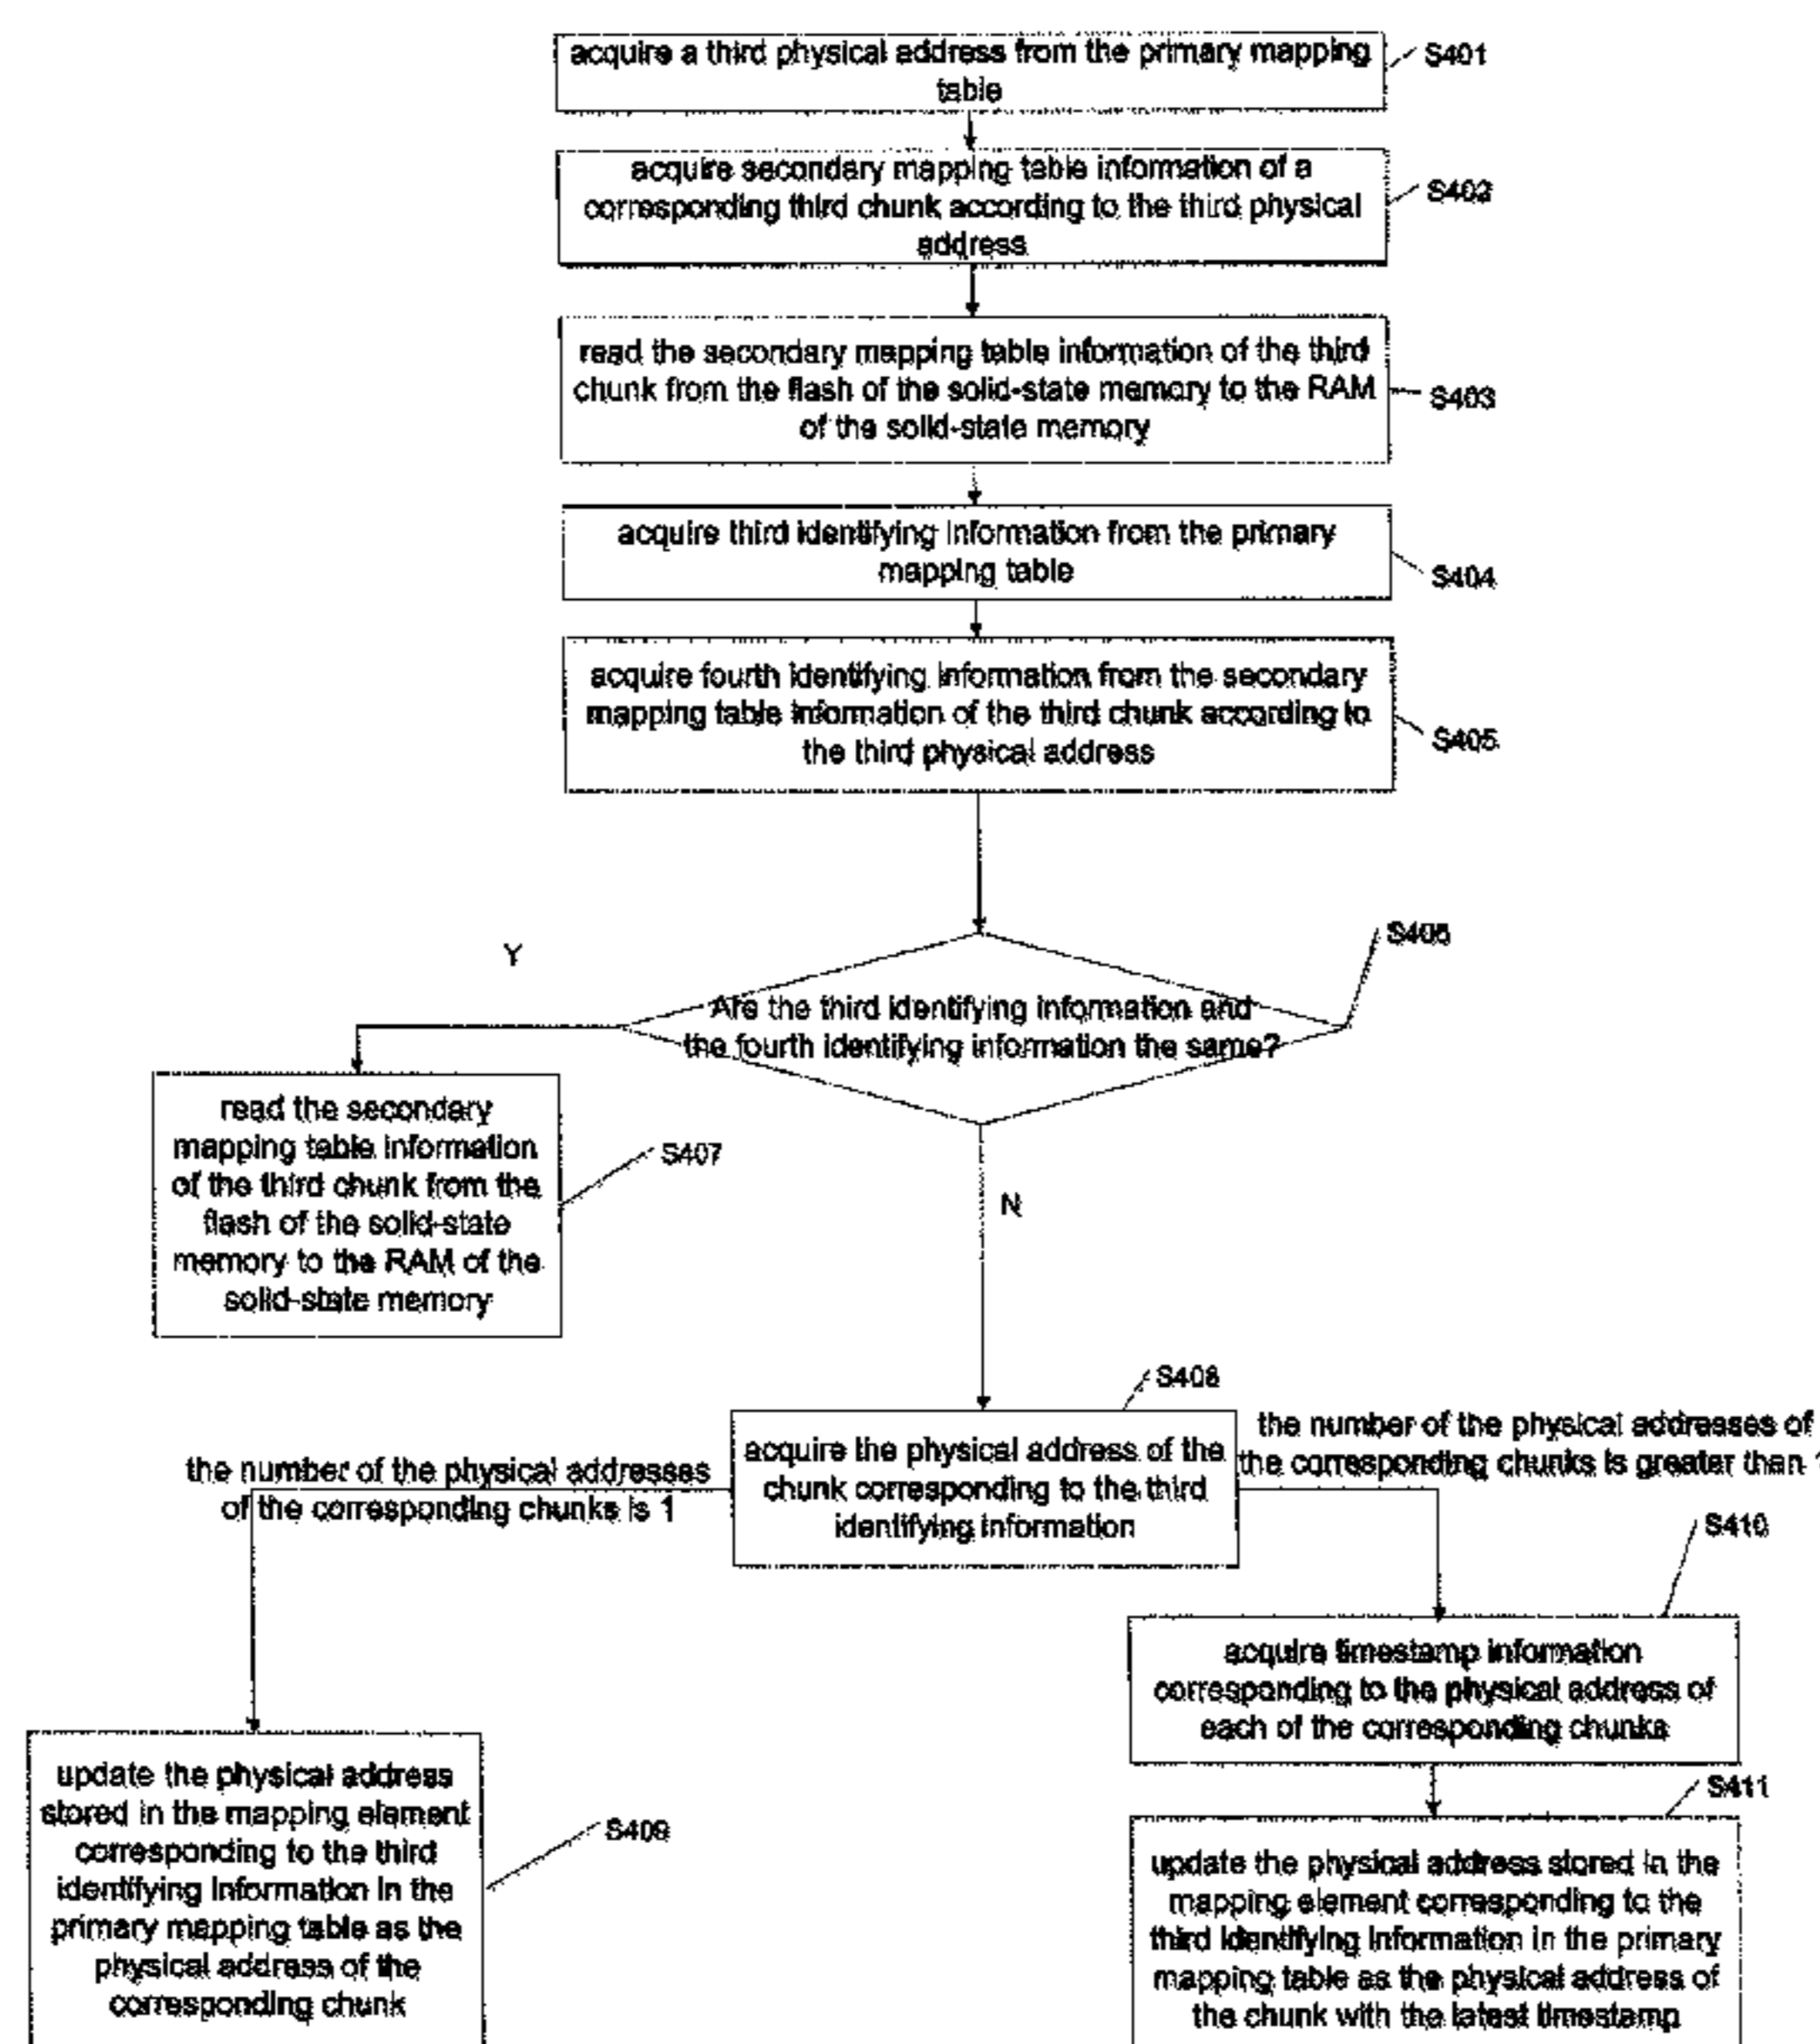 acquire a third physical address from the primary mapping
table
S401
acquire secondary mapping table information of a
corresponding third chunk according to the third physical
address
S402
read the secondary mapping table information of the third
chunk from the flash of the solid-state memory to the RAM
of the solid-state memory
S403
acquire third identifying information from the primary
mapping table
S404
acquire fourth identifying information from the secondary
mapping table information of the third chunk according to
the third physical address
S405
S406
Y
Are the third identifying information and
the fourth identifying information the same?
read the secondary
mapping table information
of the third chunk from the
flash of the solid-state
memory to the RAM of the
solid-state memory
S407
N
S408
acquire the physical address of the
chunk corresponding to the third
identifying information
the number of the physical addresses
of the corresponding chunks is 1
the number of the physical addresses of
the corresponding chunks is greater than 1
S410
acquire timestamp information
corresponding to the physical address of
each of the corresponding chunks
update the physical address
stored in the mapping element
corresponding to the third
identifying information in the
primary mapping table as the
physical address of the
corresponding chunk
S409
S411
update the physical address stored in the
mapping element corresponding to the
third identifying information in the primary
mapping table as the physical address of
the chunk with the latest timestamp